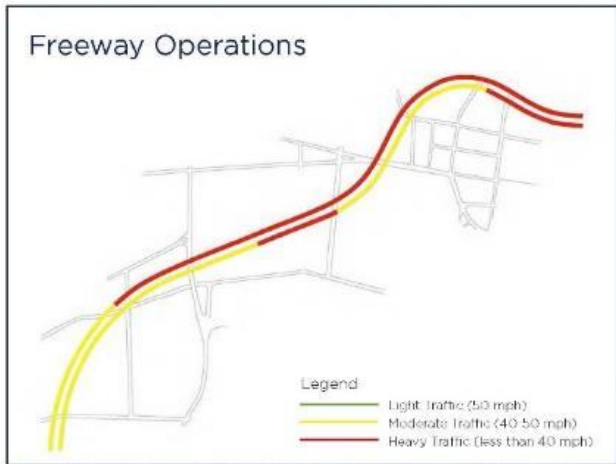 Freeway Operations
Legend
Light Traffic (50 mph)
Moderate Traffic (40-50 mph)
Heavy Traffic (less than 40 mph)